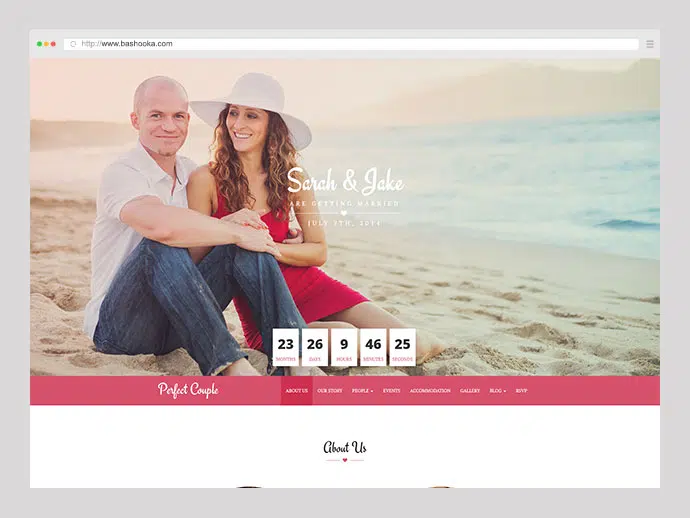 http://www.bashooka.com
Sarah & Jake
ARE GETTING MARRIED
JULY 7TH, 2014
23 26 9 46 25
MONTHS DAYS HOURS MINUTES SECONDS
Perfect Couple ABOUT US OUR STORY PEOPLE EVENTS ACCOMMODATION GALLERY BLOG RSVP
About Us